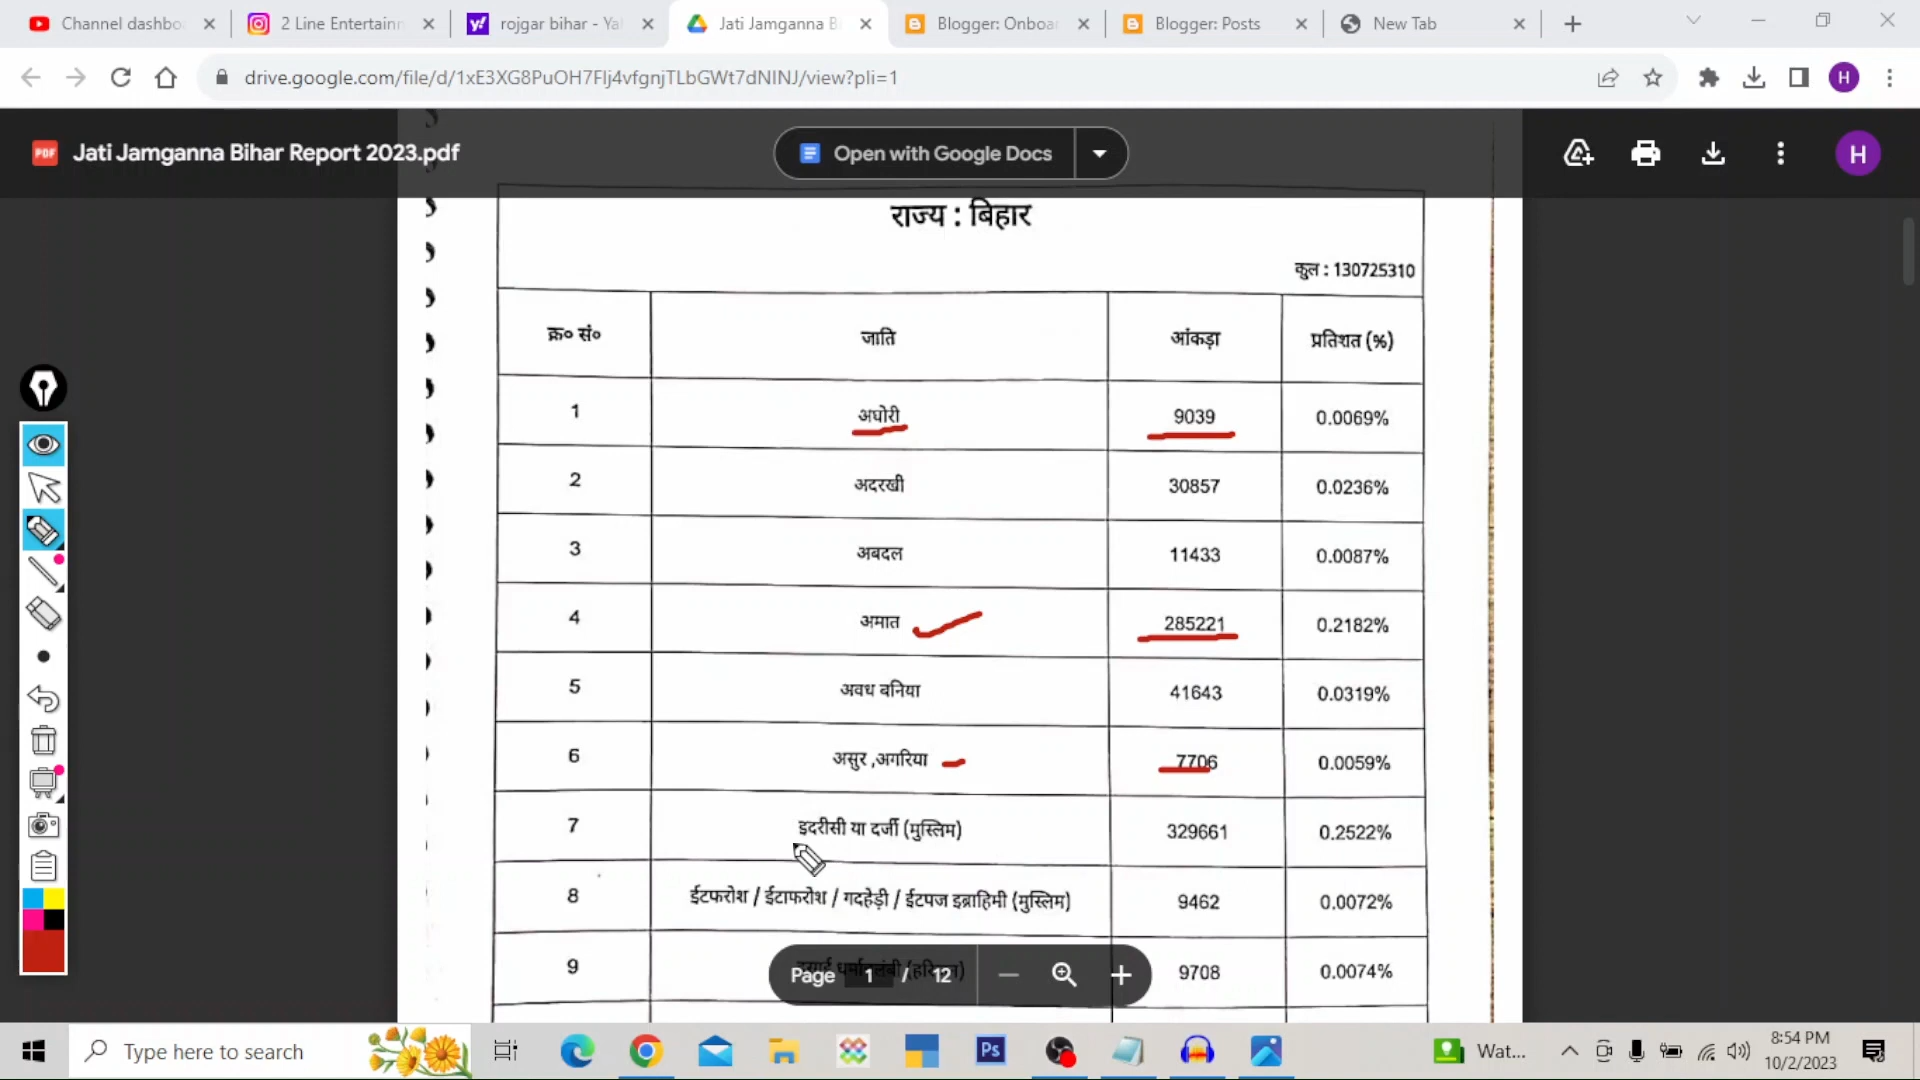 Channel dashbo
2 Line Entertainm
rojgar bihar - Ya
Jati Jamganna B
Blogger: Onboa
Blogger: Posts
New Tab
drive.google.com/file/d/1xE3XG8PuOH7Flj4vfgnjTLbGWt7dNINJ/view?pli=1
H
PDF
Jati Jamganna Bihar Report 2023.pdf
Open with Google Docs
H
राज्य : बिहार
कुल : 130725310
क्र० सं० जाति आंकड़ा प्रतिशत (%)
1 अघोरी 9039 0.0069%
2 अदरखी 30857 0.0236%
3 अबदल 11433 0.0087%
4 अमात 285221 0.2182%
5 अवध बनिया 41643 0.0319%
6 असुर ,अगरिया 7706 0.0059%
7 इदरीसी या दर्जी (मुस्लिम) 329661 0.2522%
8 ईटफरोश / ईटाफरोश / गदहेड़ी / ईटपज इब्राहिमी (मुस्लिम) 9462 0.0072%
9 9708 0.0074%
Page 1 / 12
Type here to search
Ps
Wat...
8:54 PM
10/2/2023